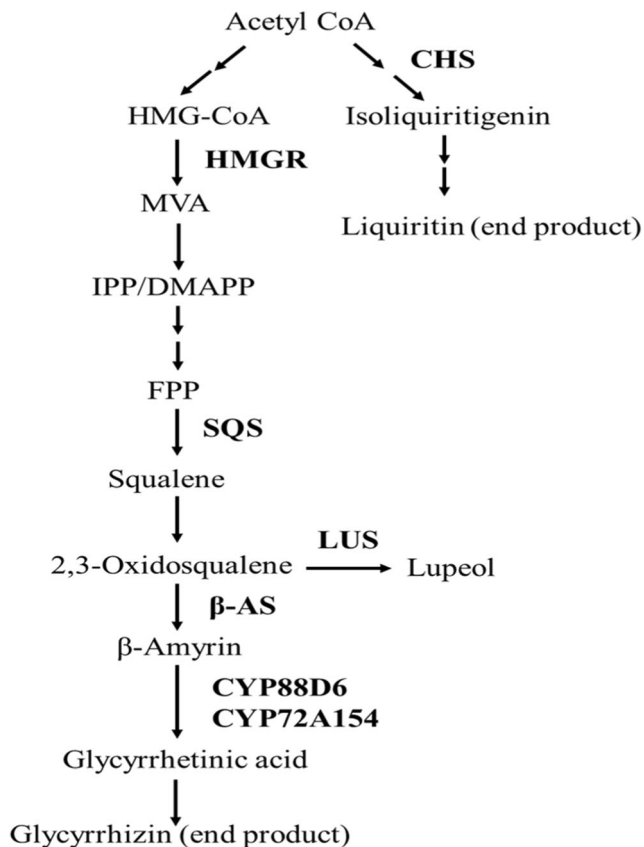 Acetyl CoA
CHS
HMG-CoA
Isoliquiritigenin
HMGR
MVA
Liquiritin (end product)
IPP/DMAPP
FPP
SQS
Squalene
LUS
2,3-Oxidosqualene
Lupeol
β-AS
β-Amyrin
CYP88D6
CYP72A154
Glycyrrhetinic acid
Glycyrrhizin (end product)